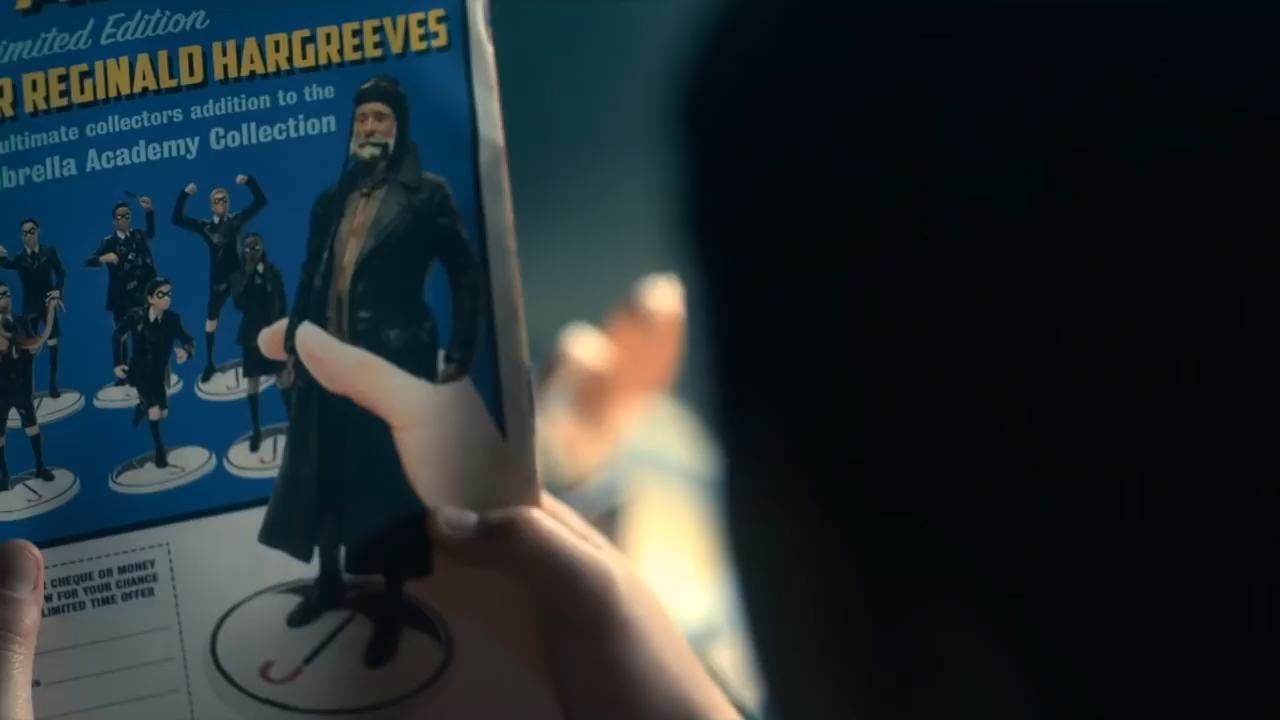 Limited Edition
R REGINALD HARGREEVES
ultimate collectors addition to the
brella Academy Collection
CHEQUE OR MONEY
W FOR YOUR CHANCE
LIMITED TIME OFFER